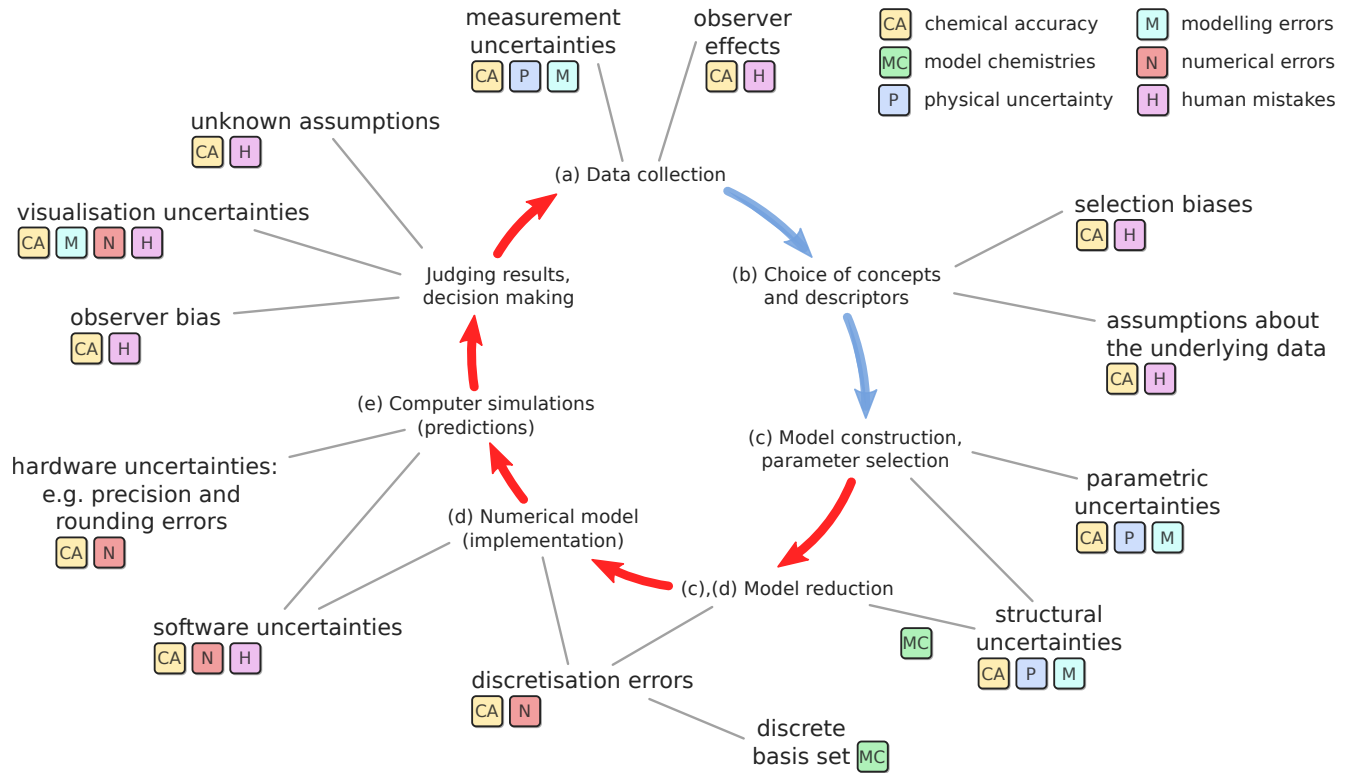 measurement
uncertainties
CA P M
observer
effects
CA H
CA chemical accuracy
MC model chemistries
P physical uncertainty
M modelling errors
N numerical errors
H human mistakes
unknown assumptions
CA H
(a) Data collection
visualisation uncertainties
CA M N H
selection biases
CA H
Judging results,
decision making
(b) Choice of concepts
and descriptors
observer bias
CA H
assumptions about
the underlying data
CA H
(e) Computer simulations
(predictions)
(c) Model construction,
parameter selection
hardware uncertainties:
e.g. precision and
rounding errors
CA N
parametric
uncertainties
CA P M
(d) Numerical model
(implementation)
(c),(d) Model reduction
software uncertainties
CA N H
MC
structural
uncertainties
CA P M
discretisation errors
CA N
discrete
basis set MC